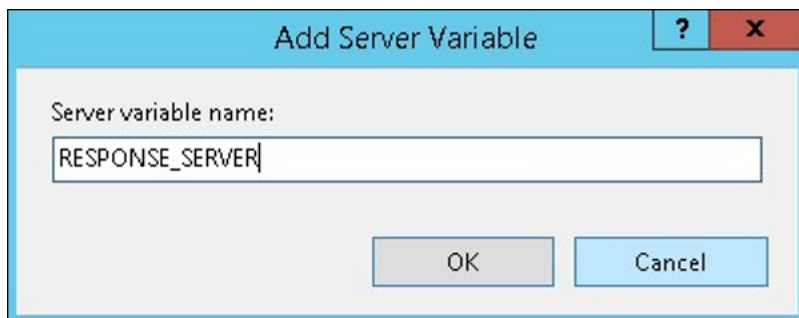 Add Server Variable
? x
Server variable name:
RESPONSE_SERVER
OK Cancel